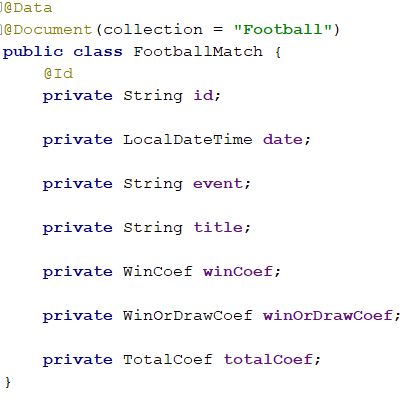 @Data
@Document(collection = "Football")
public class FootballMatch {
    @Id
    private String id;
    private LocalDateTime date;
    private String event;
    private String title;
    private WinCoef winCoef;
    private WinOrDrawCoef winOrDrawCoef;
    private TotalCoef totalCoef;
}